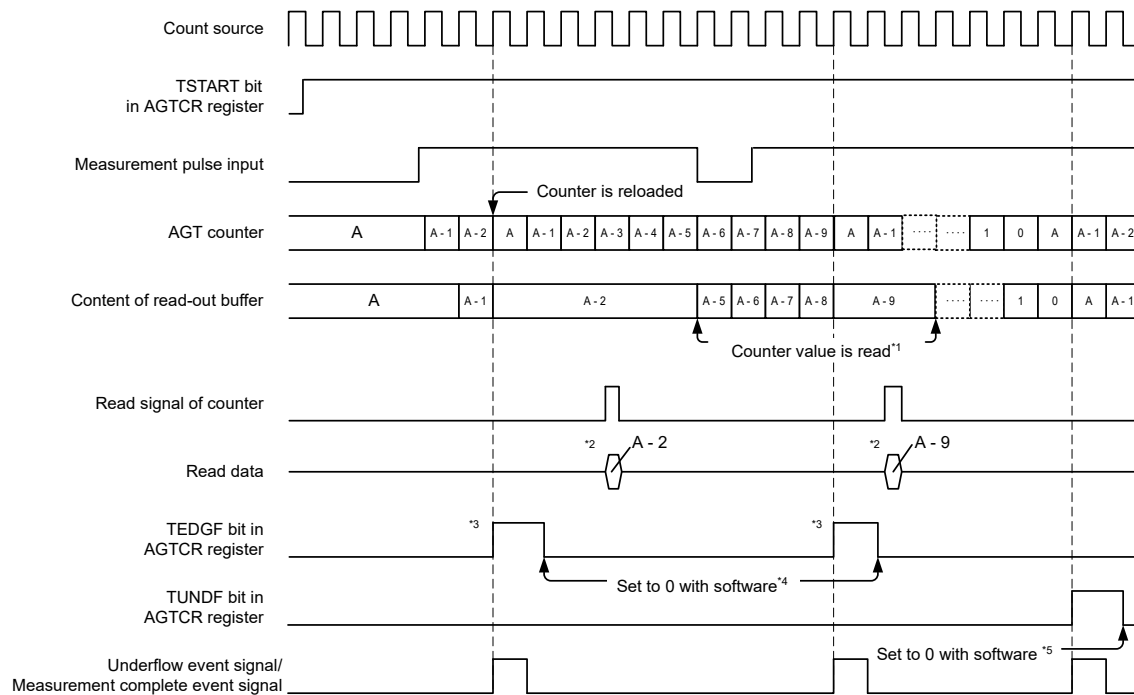 Count source
TSTART bit
in AGTCR register
Measurement pulse input
Counter is reloaded
AGT counter
A A - 1 A - 2 A A - 1 A - 2 A - 3 A - 4 A - 5 A - 6 A - 7 A - 8 A - 9 A A - 1 ···· ···· 1 0 A A - 1 A - 2
Content of read-out buffer
A A - 1 A - 2 A - 5 A - 6 A - 7 A - 8 A - 9 ···· ···· 1 0 A A - 1
Counter value is read*1
Read signal of counter
*2 A - 2 *2 A - 9
Read data
TEDGF bit in
AGTCR register
*3 *3
Set to 0 with software*4
TUNDF bit in
AGTCR register
Set to 0 with software *5
Underflow event signal/
Measurement complete event signal